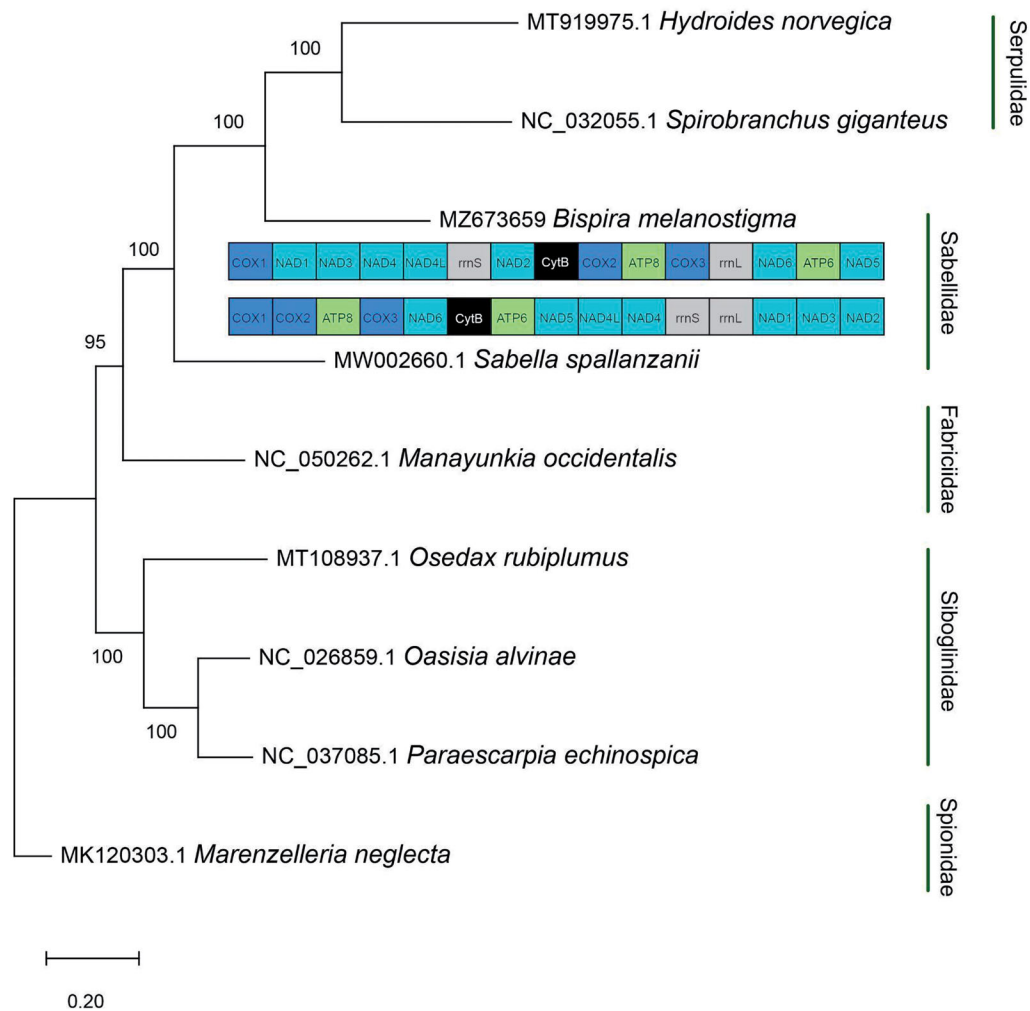 MT919975.1 Hydroides norvegica
100
Serpulidae
100
NC_032055.1 Spirobranchus giganteus
MZ673659 Bispira melanostigma
100
COX1 NAD1 NAD3 NAD4 NAD4L rrnS NAD2 CytB COX2 ATP8 COX3 rrnL NAD6 ATP6 NAD5
Sabellidae
COX1 COX2 ATP8 COX3 NAD6 CytB ATP6 NAD5 NAD4L NAD4 rrnS rrnL NAD1 NAD3 NAD2
95
MW002660.1 Sabella spallanzanii
NC_050262.1 Manayunkia occidentalis
Fabriciidae
MT108937.1 Osedax rubiplumus
100
NC_026859.1 Oasisia alvinae
Siboglinidae
100
NC_037085.1 Paraescarpia echinospica
MK120303.1 Marenzelleria neglecta
Spionidae
0.20